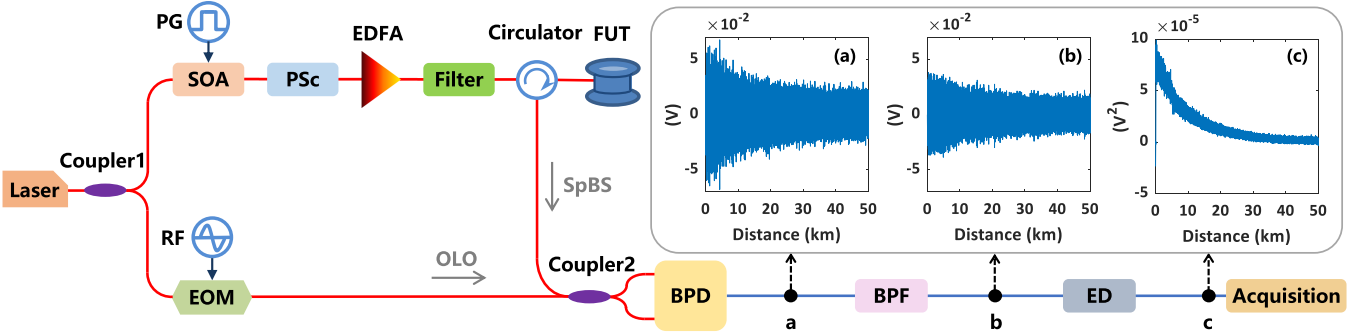 PG
SOA
PSc
EDFA
Filter
Circulator
FUT
Coupler1
Laser
RF
EOM
OLO
SpBS
Coupler2
BPD
a
BPF
b
ED
c
Acquisition
×10⁻²
(a)
5
0
-5
(V)
0 10 20 30 40 50
Distance (km)
×10⁻²
(b)
5
0
-5
(V)
0 10 20 30 40 50
Distance (km)
×10⁻⁵
(c)
10
5
0
-5
(V²)
0 10 20 30 40 50
Distance (km)